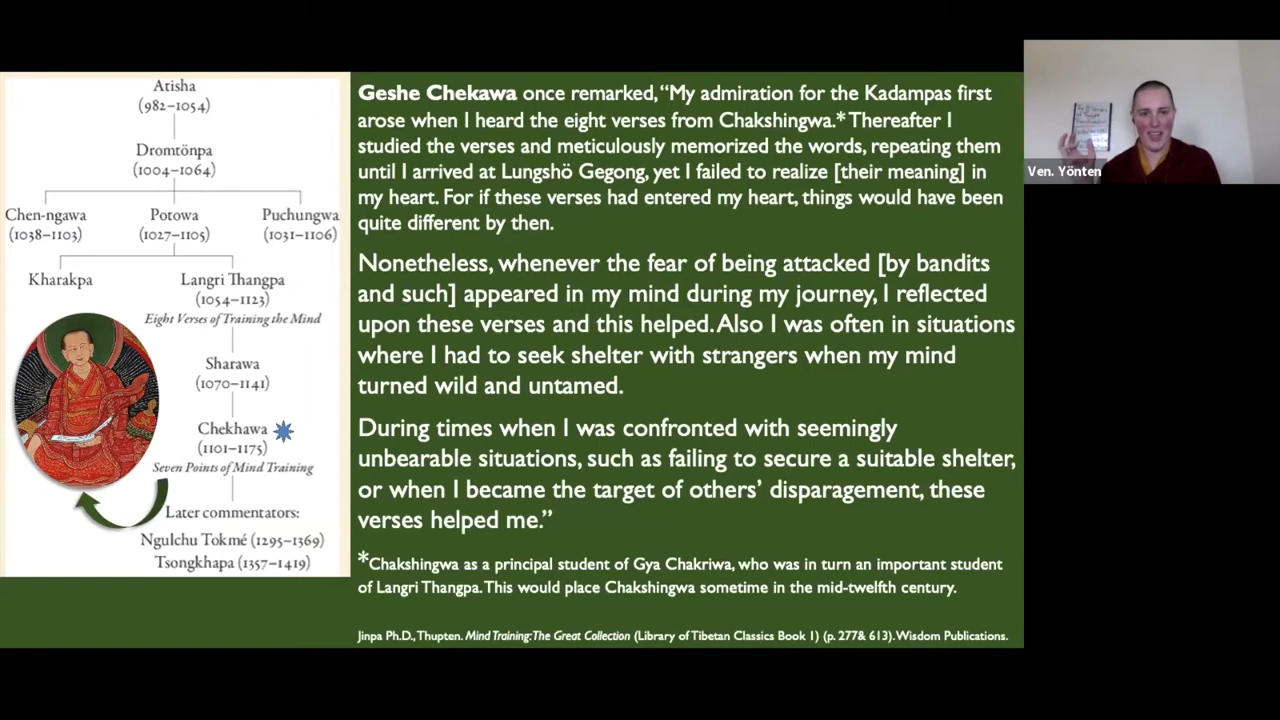 Atisha
(982–1054)
Dromtönpa
(1004–1064)
Chen-ngawa
(1038–1103)
Potowa
(1027–1105)
Puchungwa
(1031–1106)
Kharakpa
Langri Thangpa
(1054–1123)
Eight Verses of Training the Mind
Sharawa
(1070–1141)
Chekhawa
(1101–1175)
Seven Points of Mind Training
Later commentators:
Ngulchu Tokmé (1295–1369)
Tsongkhapa (1357–1419)
Geshe Chekawa once remarked, “My admiration for the Kadampas first
arose when I heard the eight verses from Chakshingwa.* Thereafter I
studied the verses and meticulously memorized the words, repeating them
until I arrived at Lungshö Gegong, yet I failed to realize [their meaning] in
my heart. For if these verses had entered my heart, things would have been
quite different by then.
Nonetheless, whenever the fear of being attacked [by bandits
and such] appeared in my mind during my journey, I reflected
upon these verses and this helped. Also I was often in situations
where I had to seek shelter with strangers when my mind
turned wild and untamed.
During times when I was confronted with seemingly
unbearable situations, such as failing to secure a suitable shelter,
or when I became the target of others’ disparagement, these
verses helped me.”
*Chakshingwa as a principal student of Gya Chakriwa, who was in turn an important student
of Langri Thangpa. This would place Chakshingwa sometime in the mid-twelfth century.
Jinpa Ph.D., Thupten. Mind Training: The Great Collection (Library of Tibetan Classics Book 1) (p. 277& 613). Wisdom Publications.
Ven. Yönten